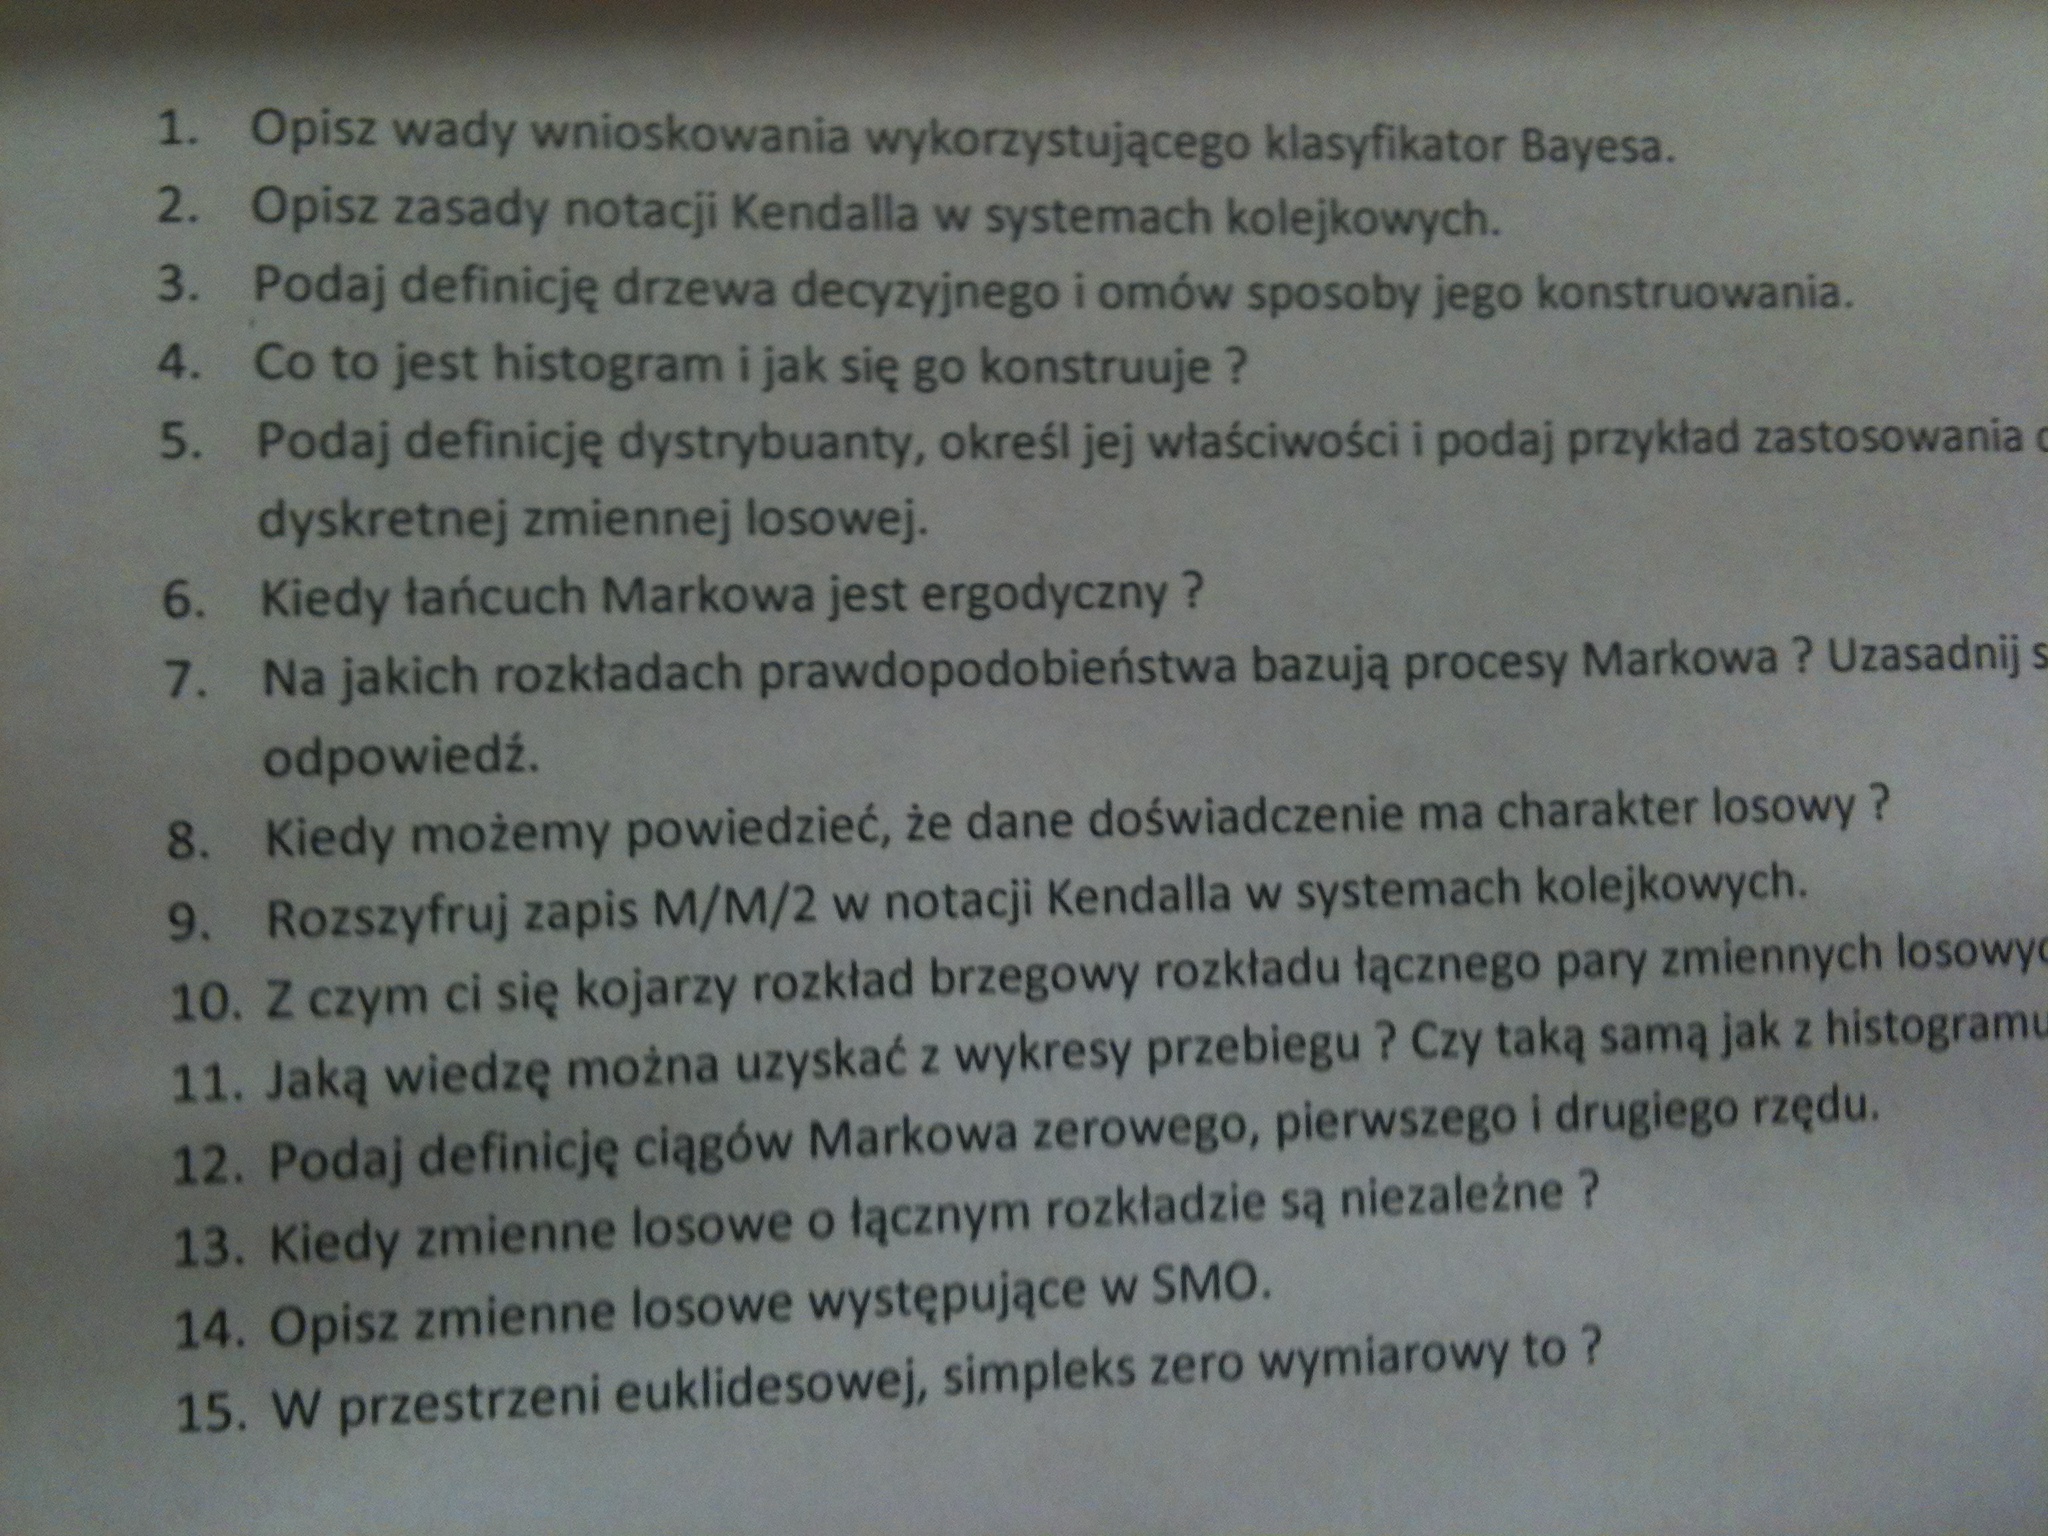 1. Opisz wady wnioskowania wykorzystującego klasyfikator Bayesa.
2. Opisz zasady notacji Kendalla w systemach kolejkowych.
3. Podaj definicję drzewa decyzyjnego i omów sposoby jego konstruowania.
4. Co to jest histogram i jak się go konstruuje ?
5. Podaj definicję dystrybuanty, określ jej właściwości i podaj przykład zastosowania
dyskretnej zmiennej losowej.
6. Kiedy łańcuch Markowa jest ergodyczny ?
7. Na jakich rozkładach prawdopodobieństwa bazują procesy Markowa ? Uzasadnij
odpowiedź.
8. Kiedy możemy powiedzieć, że dane doświadczenie ma charakter losowy ?
9. Rozszyfruj zapis M/M/2 w notacji Kendalla w systemach kolejkowych.
10. Z czym ci się kojarzy rozkład brzegowy rozkładu łącznego pary zmiennych
11. Jaką wiedzę można uzyskać z wykresy przebiegu ? Czy taką samą jak z histogramu
12. Podaj definicję ciągów Markowa zerowego, pierwszego i drugiego rzędu.
13. Kiedy zmienne losowe o łącznym rozkładzie są niezależne ?
14. Opisz zmienne losowe występujące w SMO.
15. W przestrzeni euklidesowej, simpleks zero wymiarowy to ?